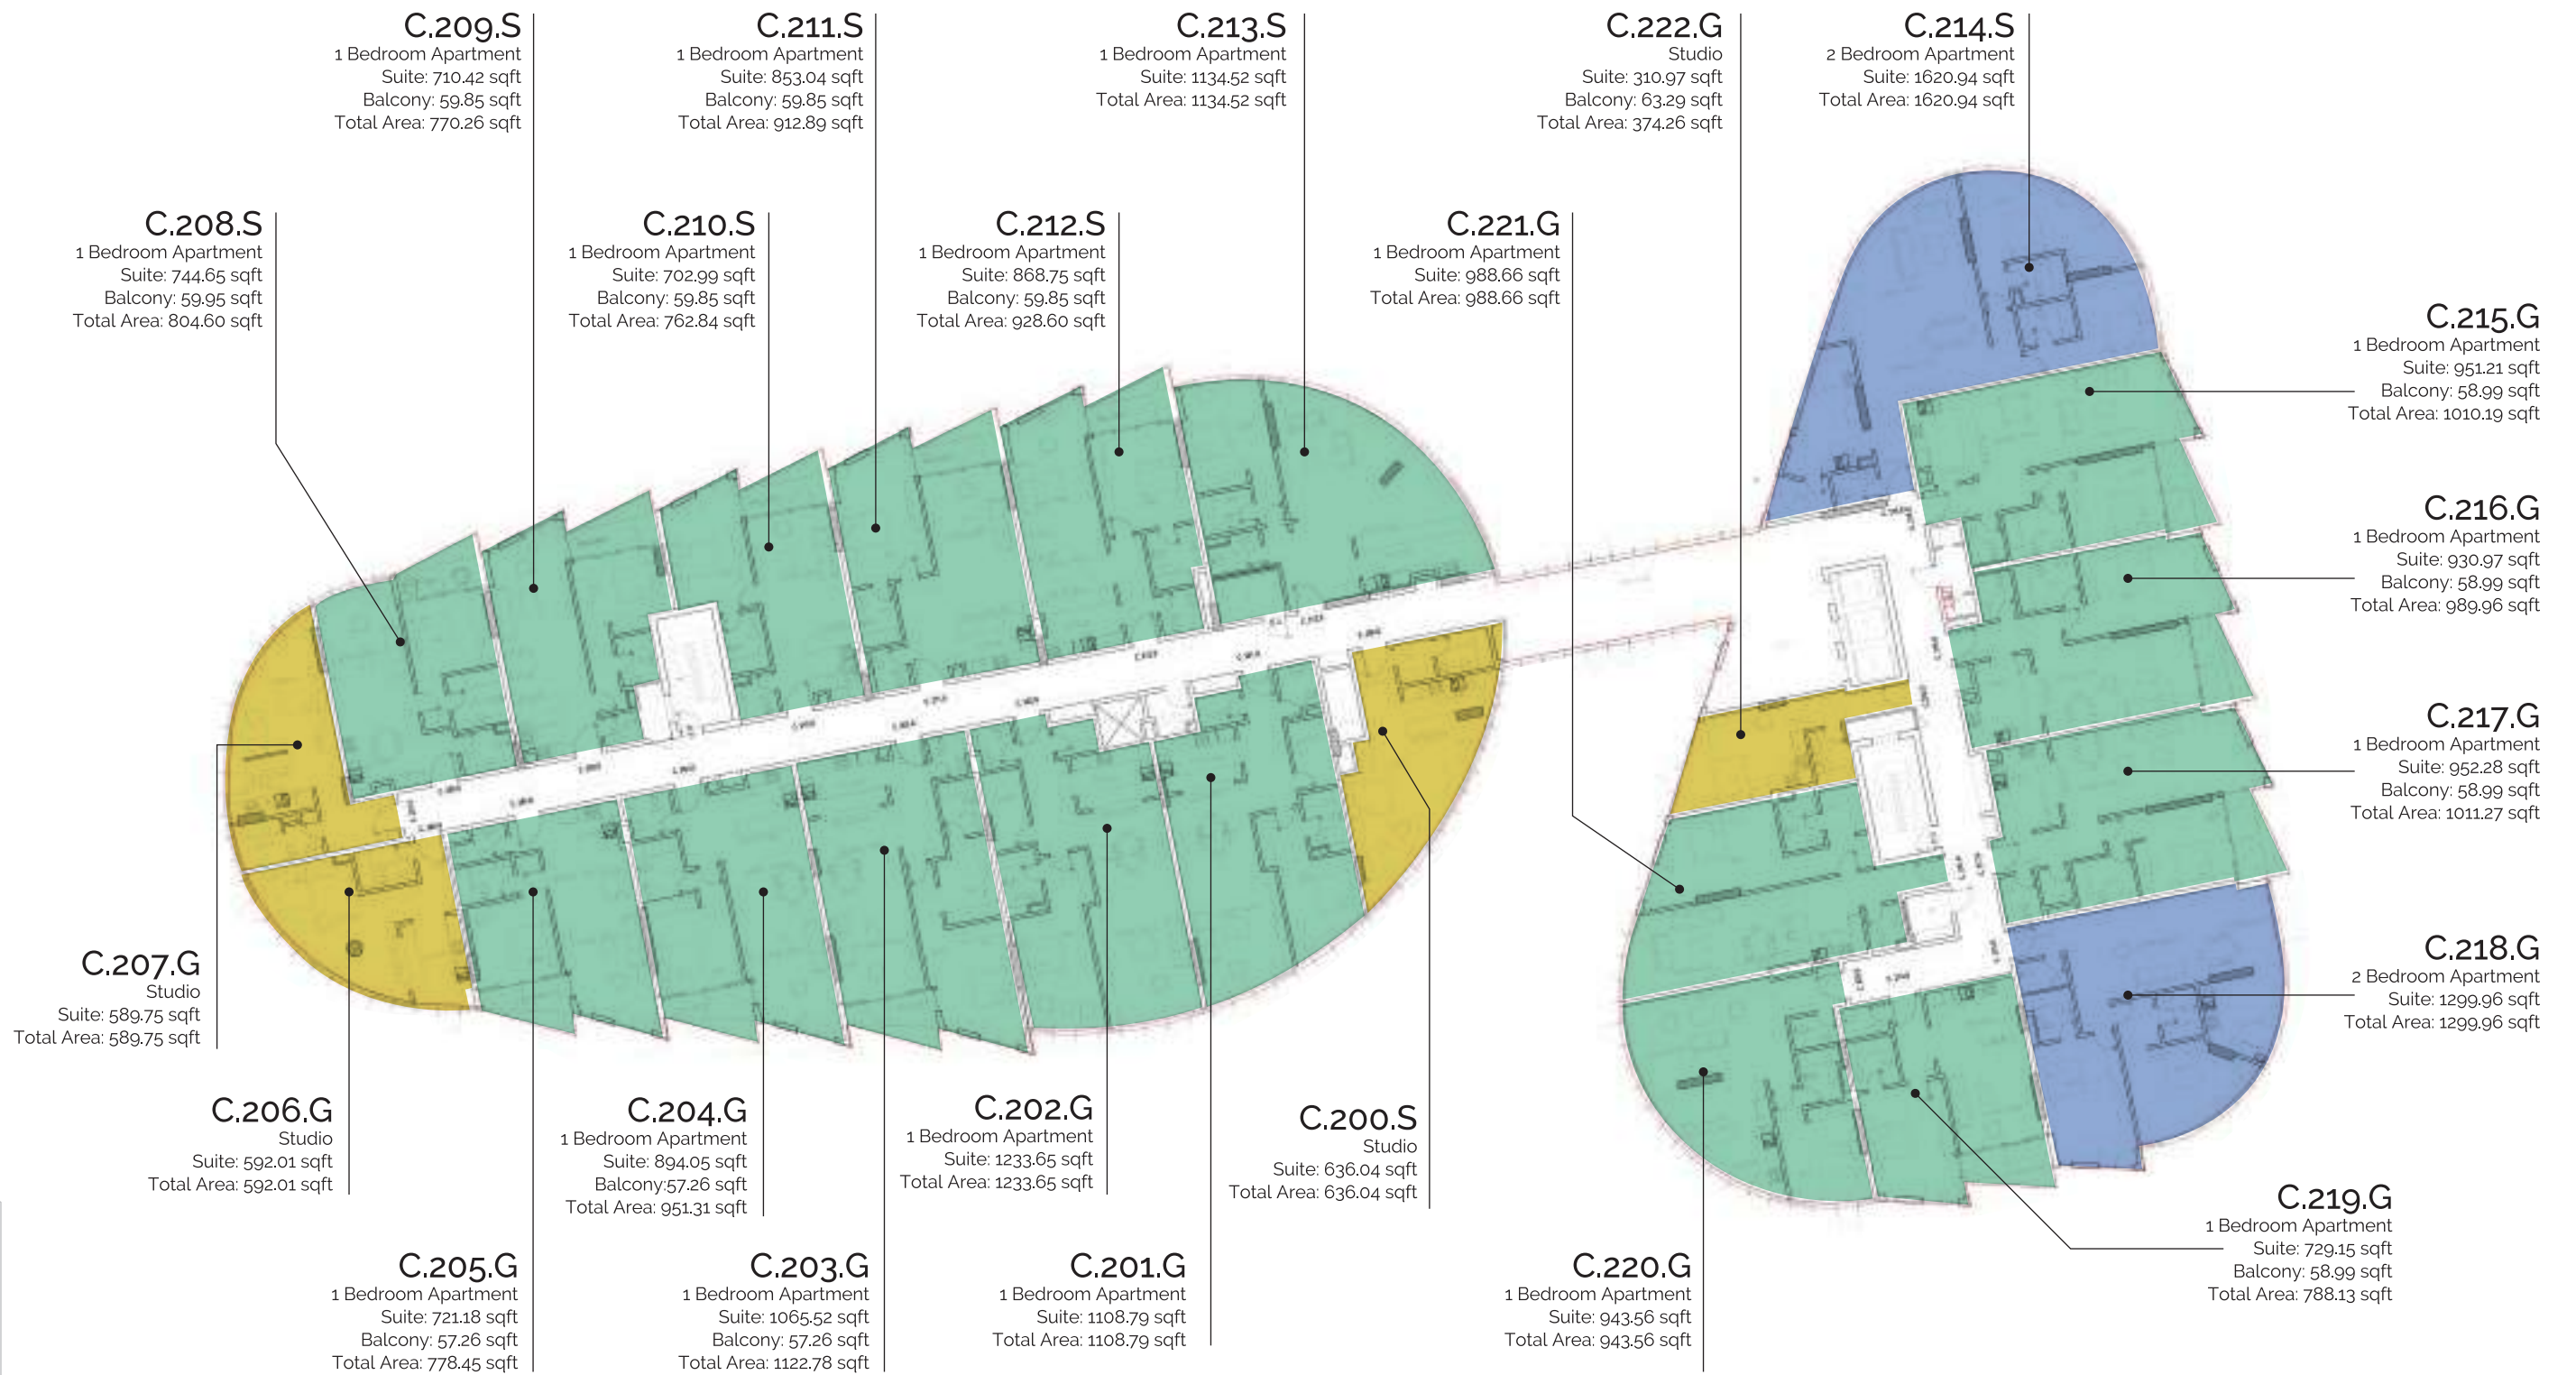 C.209.S
1 Bedroom Apartment
Suite: 710.42 sqft
Balcony: 59.85 sqft
Total Area: 770.26 sqft
C.211.S
1 Bedroom Apartment
Suite: 853.04 sqft
Balcony: 59.85 sqft
Total Area: 912.89 sqft
C.213.S
1 Bedroom Apartment
Suite: 1134.52 sqft
Total Area: 1134.52 sqft
C.222.G
Studio
Suite: 310.97 sqft
Balcony: 63.29 sqft
Total Area: 374.26 sqft
C.214.S
2 Bedroom Apartment
Suite: 1620.94 sqft
Total Area: 1620.94 sqft
C.208.S
1 Bedroom Apartment
Suite: 744.65 sqft
Balcony: 59.95 sqft
Total Area: 804.60 sqft
C.210.S
1 Bedroom Apartment
Suite: 702.99 sqft
Balcony: 59.85 sqft
Total Area: 762.84 sqft
C.212.S
1 Bedroom Apartment
Suite: 868.75 sqft
Balcony: 59.85 sqft
Total Area: 928.60 sqft
C.221.G
1 Bedroom Apartment
Suite: 988.66 sqft
Total Area: 988.66 sqft
C.215.G
1 Bedroom Apartment
Suite: 951.21 sqft
Balcony: 58.99 sqft
Total Area: 1010.19 sqft
C.216.G
1 Bedroom Apartment
Suite: 930.97 sqft
Balcony: 58.99 sqft
Total Area: 989.96 sqft
C.217.G
1 Bedroom Apartment
Suite: 952.28 sqft
Balcony: 58.99 sqft
Total Area: 1011.27 sqft
C.218.G
2 Bedroom Apartment
Suite: 1299.96 sqft
Total Area: 1299.96 sqft
C.207.G
Studio
Suite: 589.75 sqft
Total Area: 589.75 sqft
C.206.G
Studio
Suite: 592.01 sqft
Total Area: 592.01 sqft
C.204.G
1 Bedroom Apartment
Suite: 894.05 sqft
Balcony:57.26 sqft
Total Area: 951.31 sqft
C.202.G
1 Bedroom Apartment
Suite: 1233.65 sqft
Total Area: 1233.65 sqft
C.200.S
Studio
Suite: 636.04 sqft
Total Area: 636.04 sqft
C.219.G
1 Bedroom Apartment
Suite: 729.15 sqft
Balcony: 58.99 sqft
Total Area: 788.13 sqft
C.205.G
1 Bedroom Apartment
Suite: 721.18 sqft
Balcony: 57.26 sqft
Total Area: 778.45 sqft
C.203.G
1 Bedroom Apartment
Suite: 1065.52 sqft
Balcony: 57.26 sqft
Total Area: 1122.78 sqft
C.201.G
1 Bedroom Apartment
Suite: 1108.79 sqft
Total Area: 1108.79 sqft
C.220.G
1 Bedroom Apartment
Suite: 943.56 sqft
Total Area: 943.56 sqft